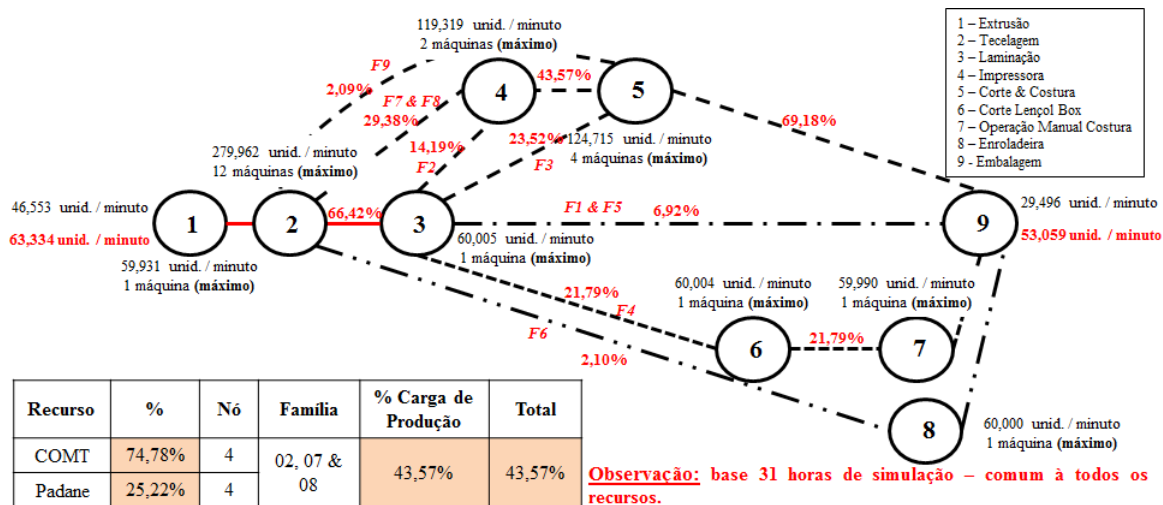 119,319 unid. / minuto
2 máquinas (máximo)
1 – Extrusão
2 – Tecelagem
3 – Laminação
4 – Impressora
5 – Corte & Costura
6 – Corte Lençol Box
7 – Operação Manual Costura
8 – Enroladeira
9 - Embalagem
F9
2,09%
F7 & F8
29,38%
4
43,57%
5
69,18%
14,19%
F2
23,52%
F3
124,715 unid. / minuto
4 máquinas (máximo)
279,962 unid. / minuto
12 máquinas (máximo)
46,553 unid. / minuto
63,334 unid. / minuto
1
2
66,42%
3
F1 & F5
6,92%
9
29,496 unid. / minuto
53,059 unid. / minuto
59,931 unid. / minuto
1 máquina (máximo)
60,005 unid. / minuto
1 máquina (máximo)
21,79%
F4
60,004 unid. / minuto
1 máquina (máximo)
59,990 unid. / minuto
1 máquina (máximo)
F6
2,10%
6
21,79%
7
8
60,000 unid. / minuto
1 máquina (máximo)
Recurso % Nó Família % Carga de Produção Total
COMT 74,78% 4 02, 07 & 08 43,57% 43,57%
Padane 25,22% 4
Observação: base 31 horas de simulação – comum à todos os
recursos.